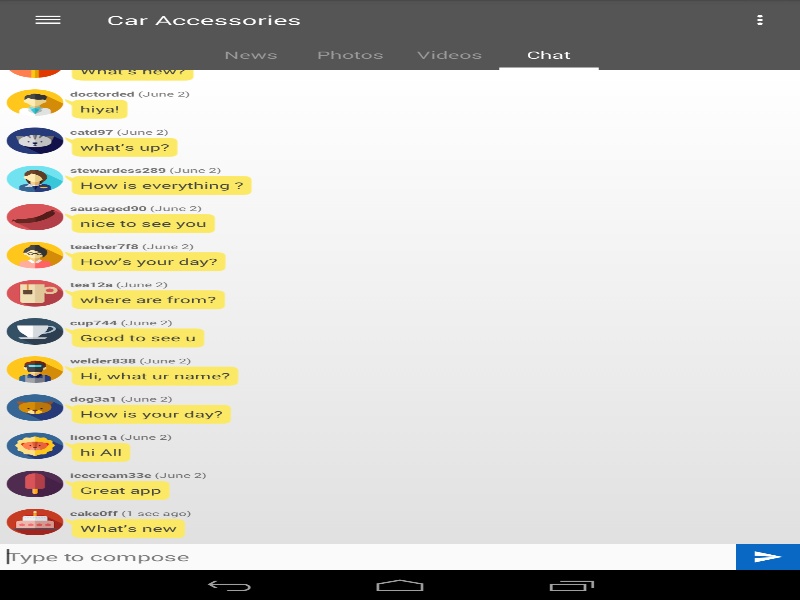 Car Accessories
News Photos Videos Chat
What's new?
doctorded (June 2)
hiya!
catd97 (June 2)
what's up?
stewardess289 (June 2)
How is everything ?
sausaged90 (June 2)
nice to see you
teacher7f8 (June 2)
How's your day?
tea12a (June 2)
where are from?
cup744 (June 2)
Good to see u
welder838 (June 2)
Hi, what ur name?
dog3a1 (June 2)
How is your day?
lionc1a (June 2)
hi All
icecream33e (June 2)
Great app
cake0ff (1 sec ago)
What's new
Type to compose